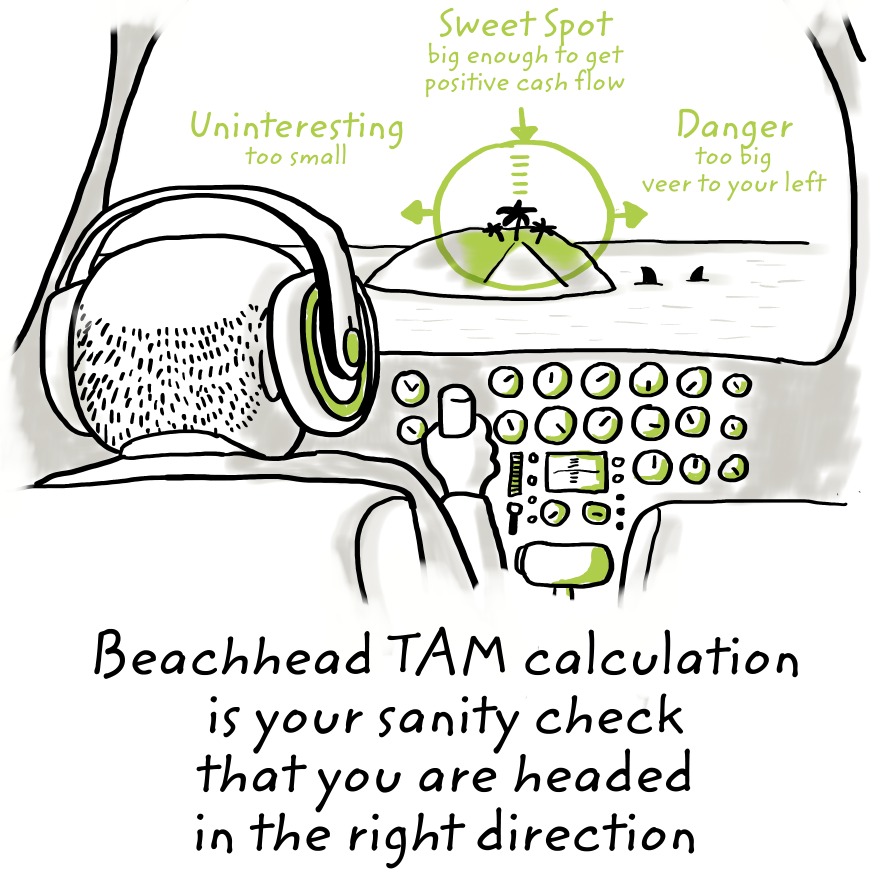 Sweet Spot
big enough to get
positive cash flow
Uninteresting
too small
Danger
too big
veer to your left
Beachhead TAM calculation
is your sanity check
that you are headed
in the right direction